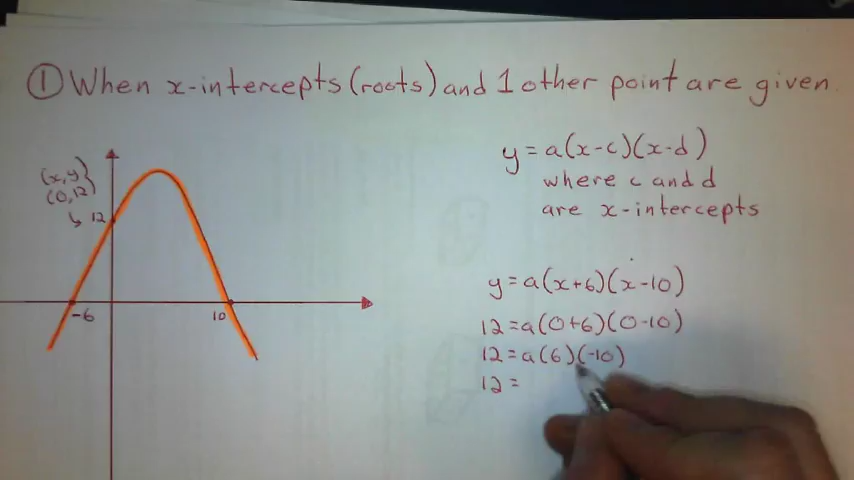 ① When x-intercepts (roots) and 1 other point are given.
y = a(x-c)(x-d)
where c and d
are x-intercepts
(x,y)
(0,12)
↳ 12
-6
10
y = a(x+6)(x-10)
12 = a(0+6)(0-10)
12 = a(6)(-10)
12 =